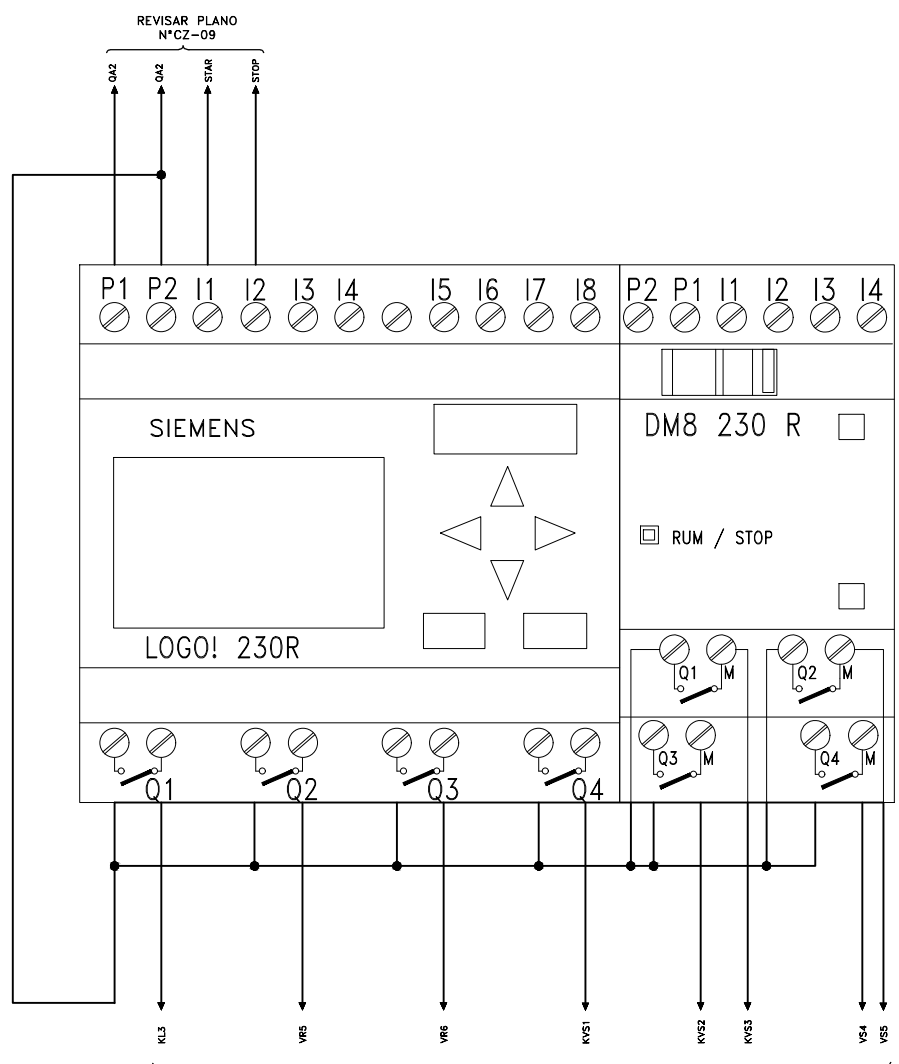 REVISAR PLANO
N°CZ-09
QA2 QA2 STAR STOP
P1 P2 I1 I2 I3 I4 I5 I6 I7 I8 P2 P1 I1 I2 I3 I4
SIEMENS
DM8 230 R
RUM / STOP
LOGO! 230R
Q1 M Q2 M
Q3 M Q4 M
Q1 Q2 Q3 Q4
KL3 VR5 VR6 KVS1 KVS2 KVS3 VS4 VS5